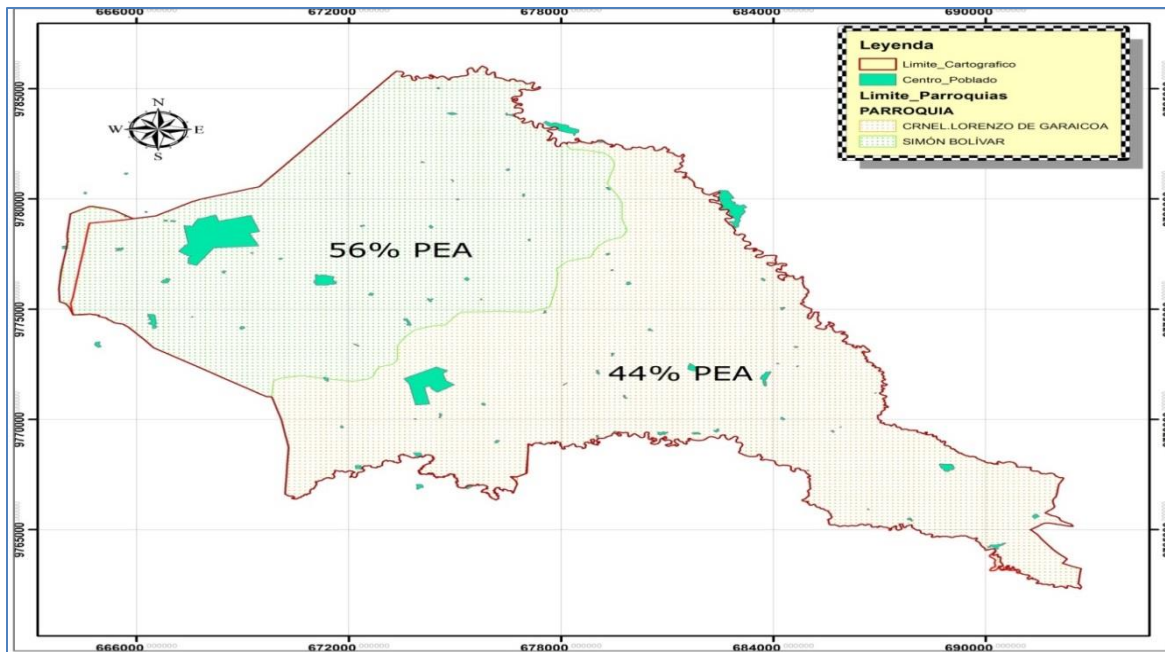 666000 672000 678000 684000 690000
Leyenda
Limite_Cartografico
Centro_Poblado
Limite_Parroquias
PARROQUIA
CRNEL.LORENZO DE GARAICOA
SIMÓN BOLÍVAR
N
W E
S
9785000
9780000
9775000
9770000
9765000
56% PEA
44% PEA
666000 672000 678000 684000 690000